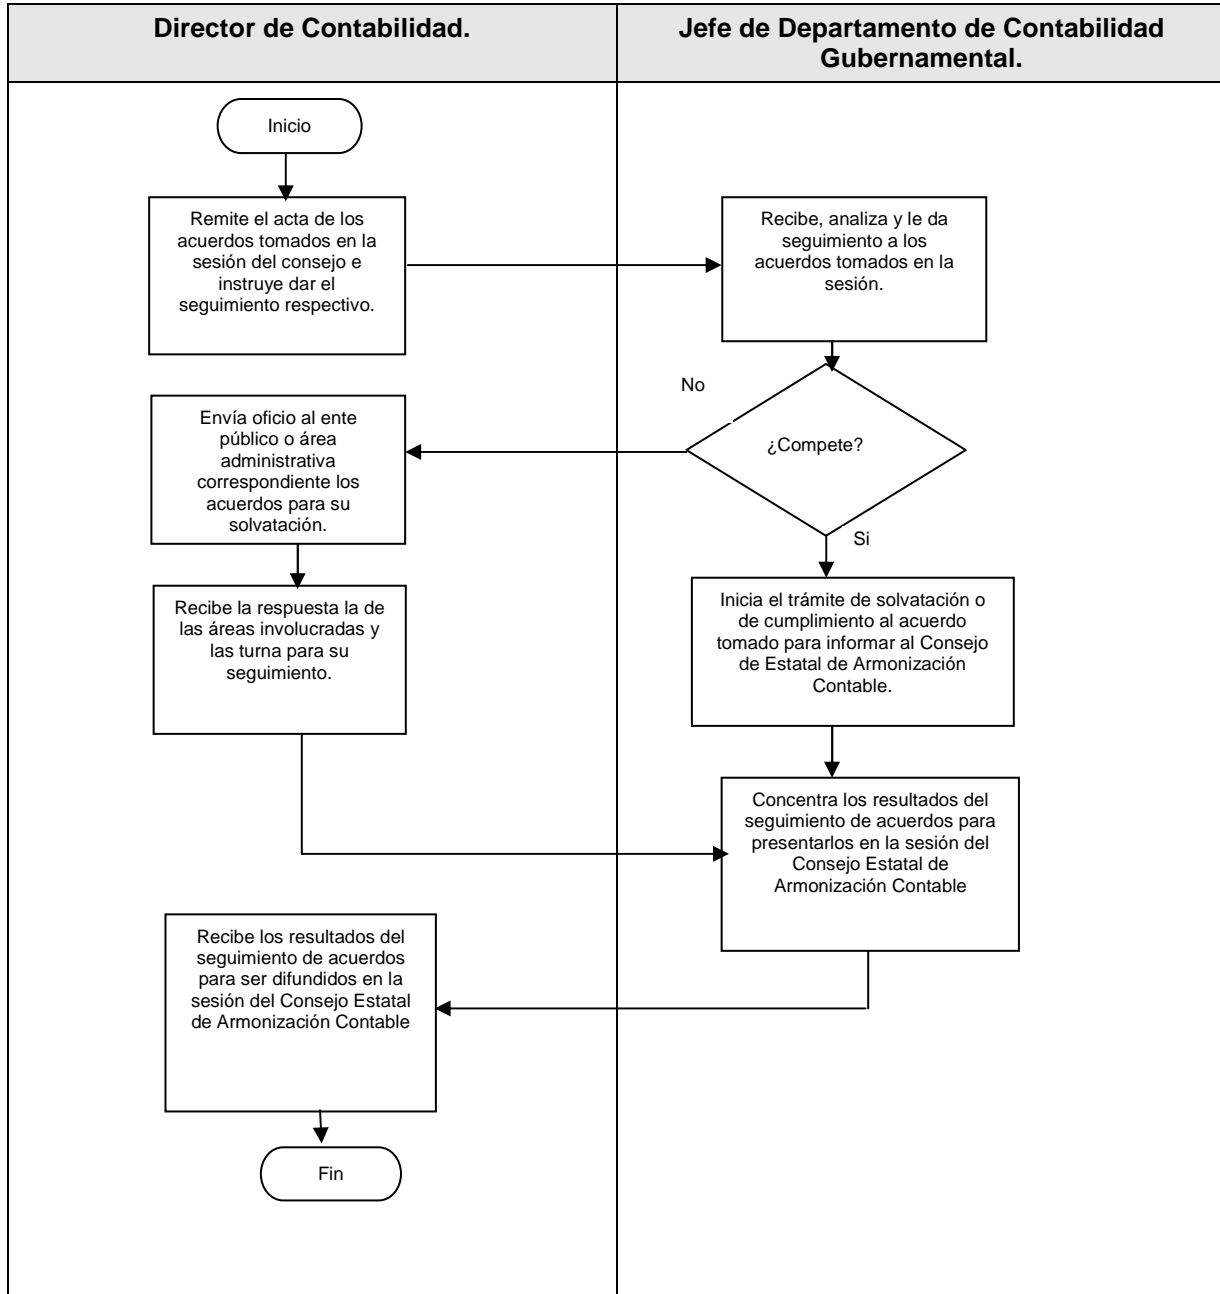 Director de Contabilidad.
Jefe de Departamento de Contabilidad
Gubernamental.
Inicio
Remite el acta de los
acuerdos tomados en la
sesión del consejo e
instruye dar el
seguimiento respectivo.
Recibe, analiza y le da
seguimiento a los
acuerdos tomados en la
sesión.
No
¿Compete?
Si
Envía oficio al ente
público o área
administrativa
correspondiente los
acuerdos para su
solvatación.
Recibe la respuesta la de
las áreas involucradas y
las turna para su
seguimiento.
Inicia el trámite de solvatación o
de cumplimiento al acuerdo
tomado para informar al Consejo
de Estatal de Armonización
Contable.
Concentra los resultados del
seguimiento de acuerdos para
presentarlos en la sesión del
Consejo Estatal de
Armonización Contable
Recibe los resultados del
seguimiento de acuerdos
para ser difundidos en la
sesión del Consejo Estatal
de Armonización Contable
Fin